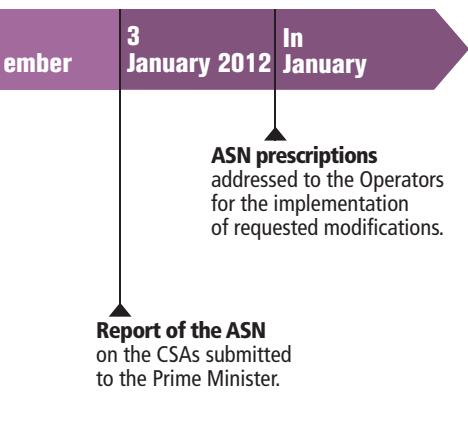 ember
3
January 2012
In
January
ASN prescriptions
addressed to the Operators
for the implementation
of requested modifications.
Report of the ASN
on the CSAs submitted
to the Prime Minister.